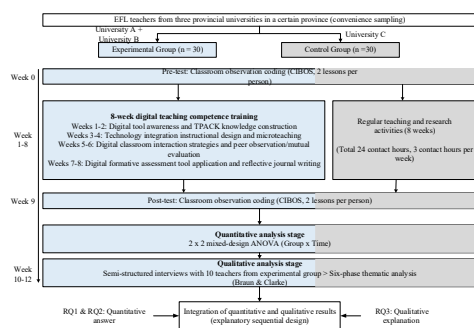 EFL teachers from three provincial universities in a certain province (convenience sampling)
University A +
University B
University C
Experimental Group (n = 30)
Control Group (n =30)
Week 0
Pre-test: Classroom observation coding (CIBOS, 2 lessons per
person)
Week
1-8
8-week digital teaching competence training
Weeks 1-2: Digital tool awareness and TPACK knowledge construction
Weeks 3-4: Technology integration instructional design and microteaching
Weeks 5-6: Digital classroom interaction strategies and peer observation/mutual
evaluation
Weeks 7-8: Digital formative assessment tool application and reflective journal writing
Regular teaching and research
activities (8 weeks)
(Total 24 contact hours, 3 contact hours per
week)
Week 9
Post-test: Classroom observation coding (CIBOS, 2 lessons per person)
Quantitative analysis stage
2 x 2 mixed-design ANOVA (Group x Time)
Week
10-12
Qualitative analysis stage
Semi-structured interviews with 10 teachers from experimental group > Six-phase thematic analysis
(Braun & Clarke)
RQ1 & RQ2: Quantitative
answer
Integration of quantitative and qualitative results
(explanatory sequential design)
RQ3: Qualitative
explanation